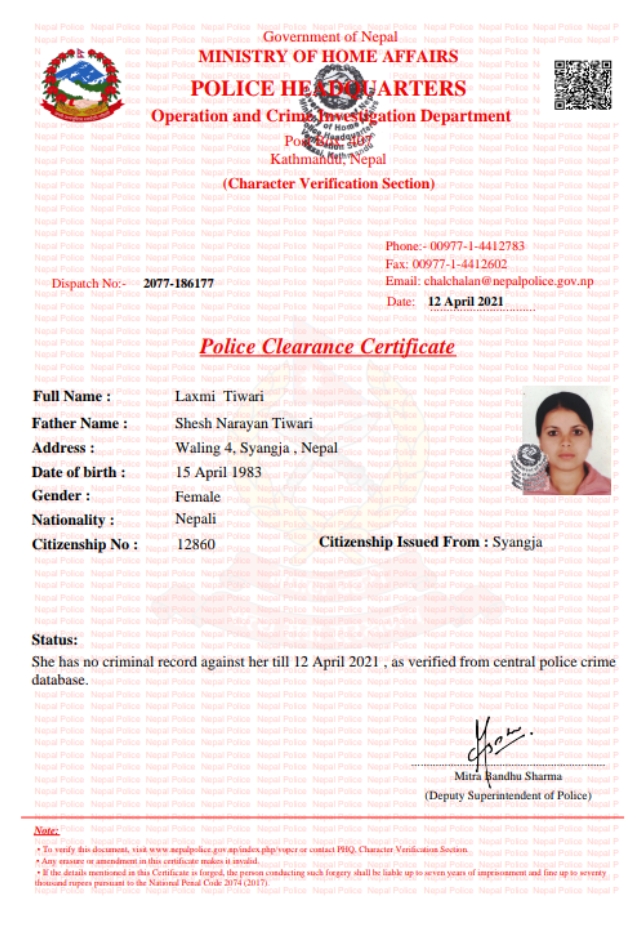 Government of Nepal
MINISTRY OF HOME AFFAIRS
POLICE HEADQUARTERS
Operation and Crime Investigation Department
Kathmandu, Nepal
(Character Verification Section)
Phone:- 00977-1-4412783
Fax: 00977-1-4412602
Dispatch No:- 2077-186177
Email: chalchalan@nepalpolice.gov.np
Date: 12 April 2021
Police Clearance Certificate
Full Name : Laxmi Tiwari
Father Name : Shesh Narayan Tiwari
Address : Waling 4, Syangja , Nepal
Date of birth : 15 April 1983
Gender : Female
Nationality : Nepali
Citizenship No : 12860 Citizenship Issued From : Syangja
Status:
She has no criminal record against her till 12 April 2021 , as verified from central police crime
database.
Mitra Bandhu Sharma
(Deputy Superintendent of Police)
Note:
• To verify this document, visit www.nepalpolice.gov.np/index.php/vopcr or contact PHQ, Character Verification Section.
• Any erasure or amendment in this certificate makes it invalid.
• If the details mentioned in this Certificate is forged, the person conducting such forgery shall be liable up to seven years of imprisonment and fine up to seventy
thousand rupees pursuant to the National Penal Code 2074 (2017).